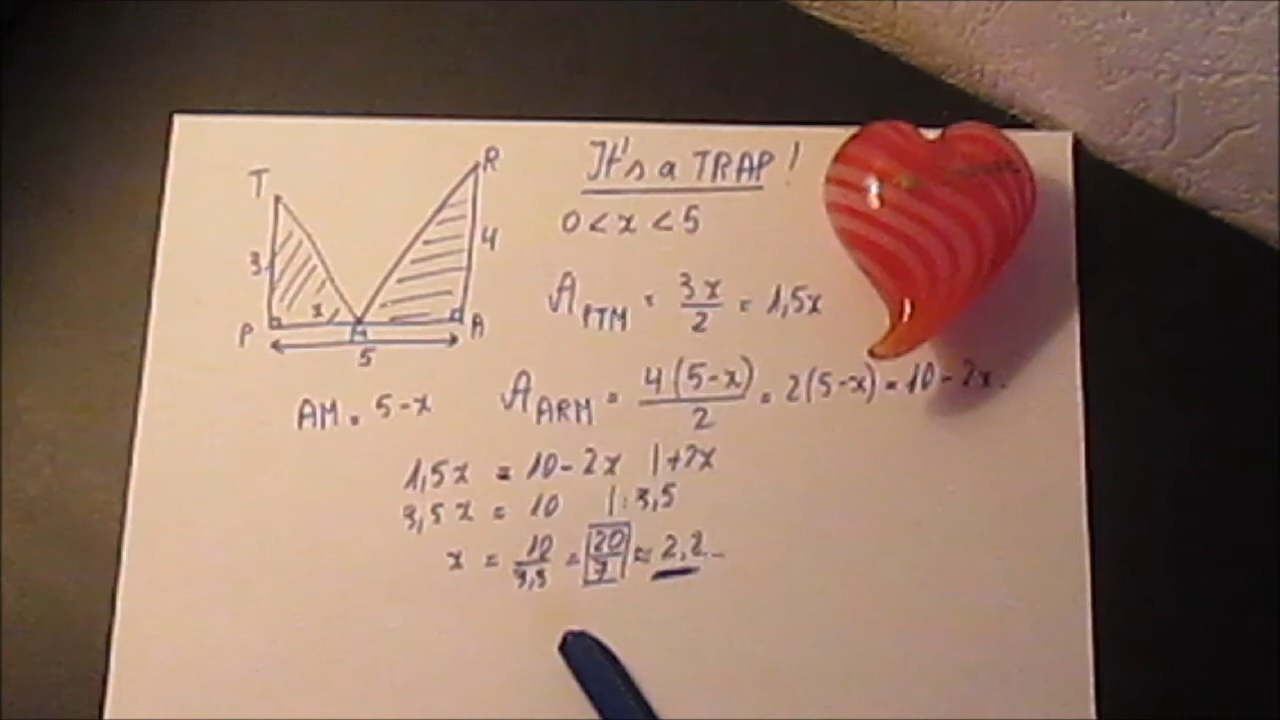 It's a TRAP!
0 < x < 5
T
R
3
4
x
P
M
A
5
A_PTM = 3x/2 = 1,5x
AM = 5-x
A_ARM = 4(5-x)/2 = 2(5-x) = 10-2x.
1,5x = 10-2x |+2x
3,5x = 10 |:3,5
x = 10/3,5 = 20/7 ≈ 2,2...